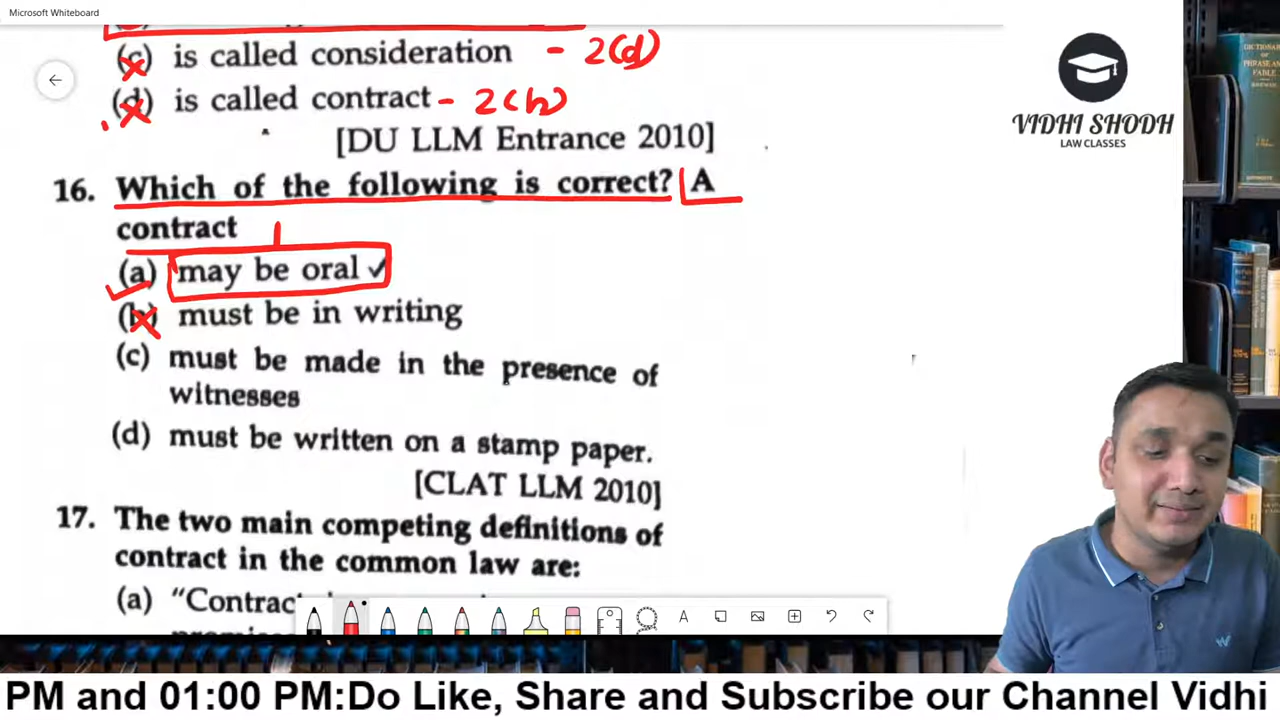 Microsoft Whiteboard
(c) is called consideration - 2(d)
(d) is called contract - 2(h)
[DU LLM Entrance 2010]
16. Which of the following is correct? A
contract
(a) may be oral ✓
(b) must be in writing
(c) must be made in the presence of
witnesses
(d) must be written on a stamp paper.
[CLAT LLM 2010]
17. The two main competing definitions of
contract in the common law are:
(a) "Contract
VIDHI SHODH
LAW CLASSES
DICTIONARY
PM and 01:00 PM:Do Like, Share and Subscribe our Channel Vidhi